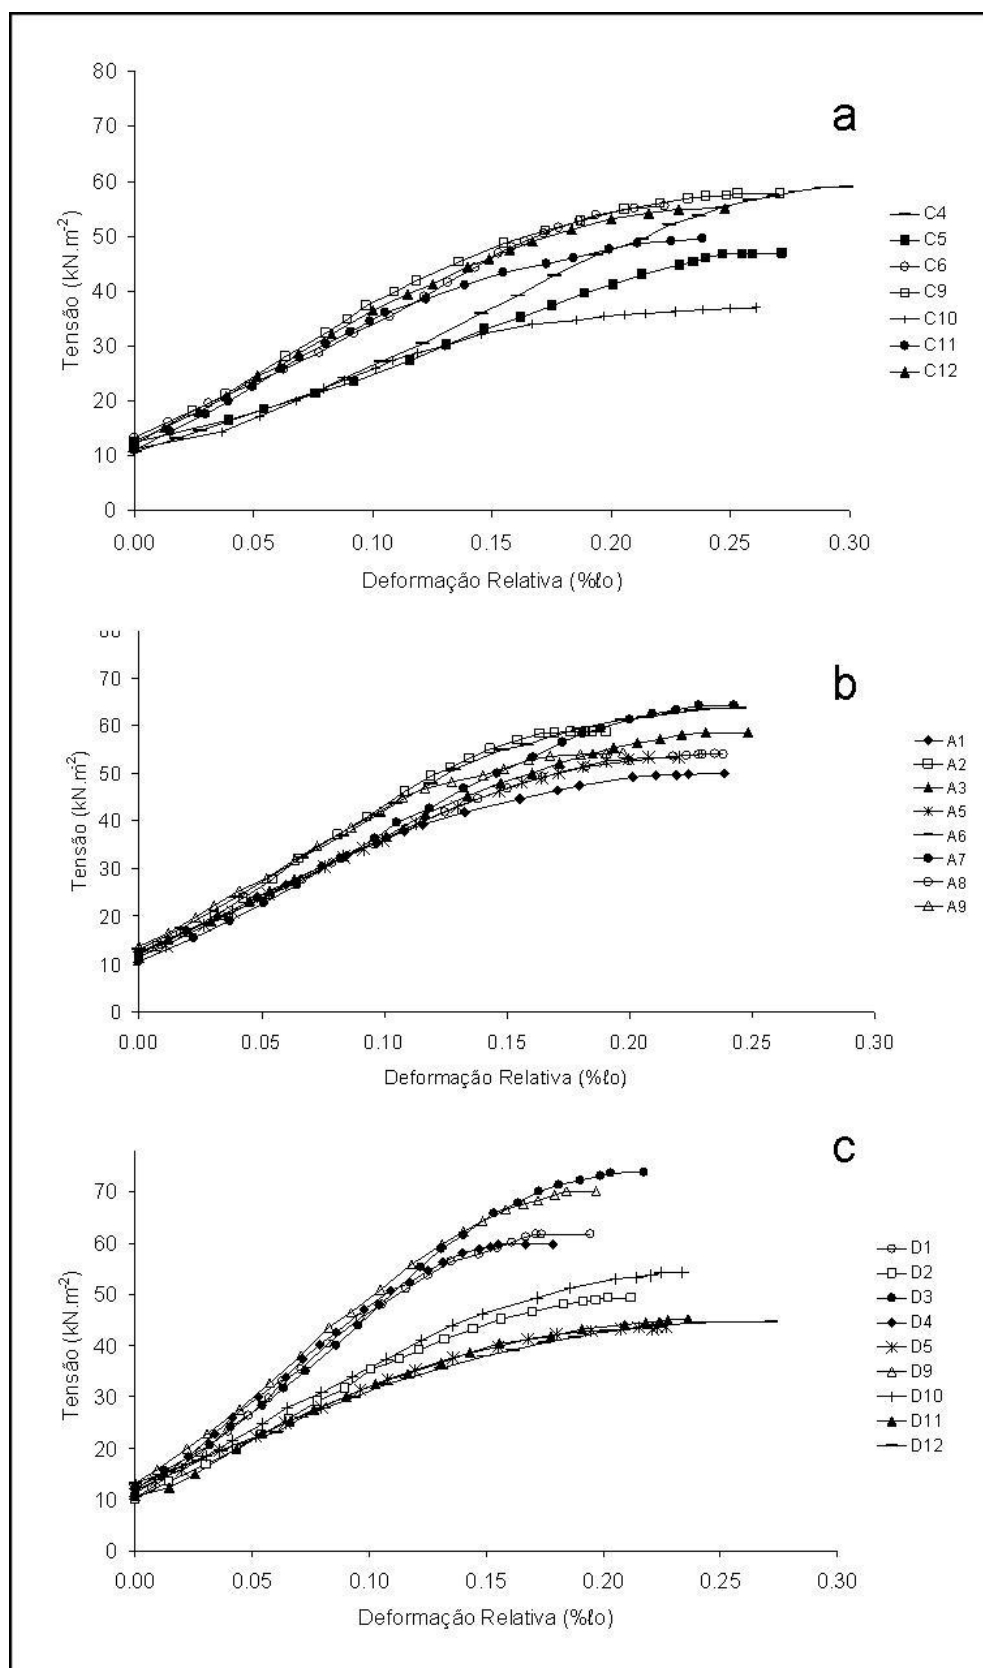 a
80
70
60
50
40
30
20
10
0
Tensão (kN.m-2)
0.00 0.05 0.10 0.15 0.20 0.25 0.30
Deformação Relativa (%ℓo)
C4
C5
C6
C9
C10
C11
C12
b
70
60
50
40
30
20
10
0
Tensão (kN.m-2)
0.00 0.05 0.10 0.15 0.20 0.25 0.30
Deformação Relativa (%ℓo)
A1
A2
A3
A5
A6
A7
A8
A9
c
70
60
50
40
30
20
10
0
Tensão (kN.m-2)
0.00 0.05 0.10 0.15 0.20 0.25 0.30
Deformação Relativa (%ℓo)
D1
D2
D3
D4
D5
D9
D10
D11
D12